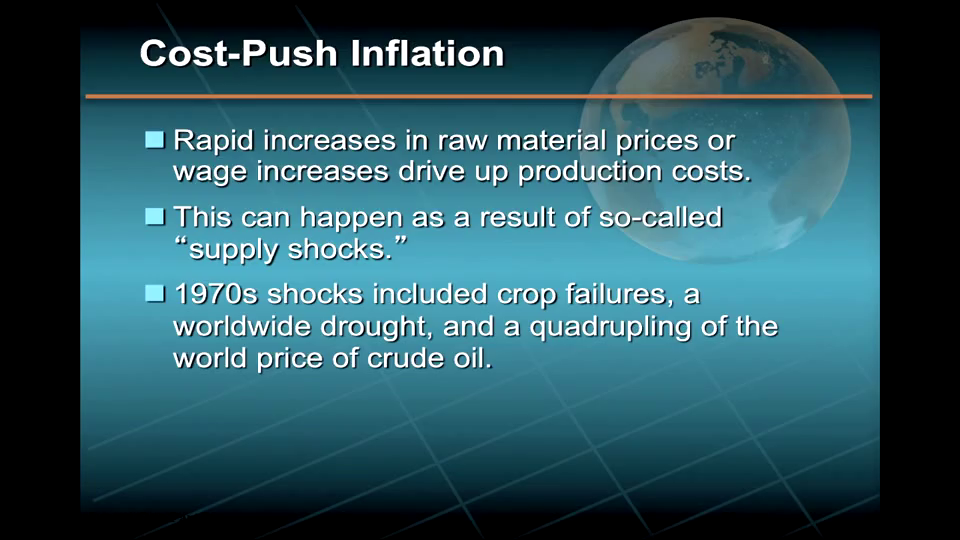 Cost-Push Inflation
Rapid increases in raw material prices or
wage increases drive up production costs.
This can happen as a result of so-called
“supply shocks.”
1970s shocks included crop failures, a
worldwide drought, and a quadrupling of the
world price of crude oil.